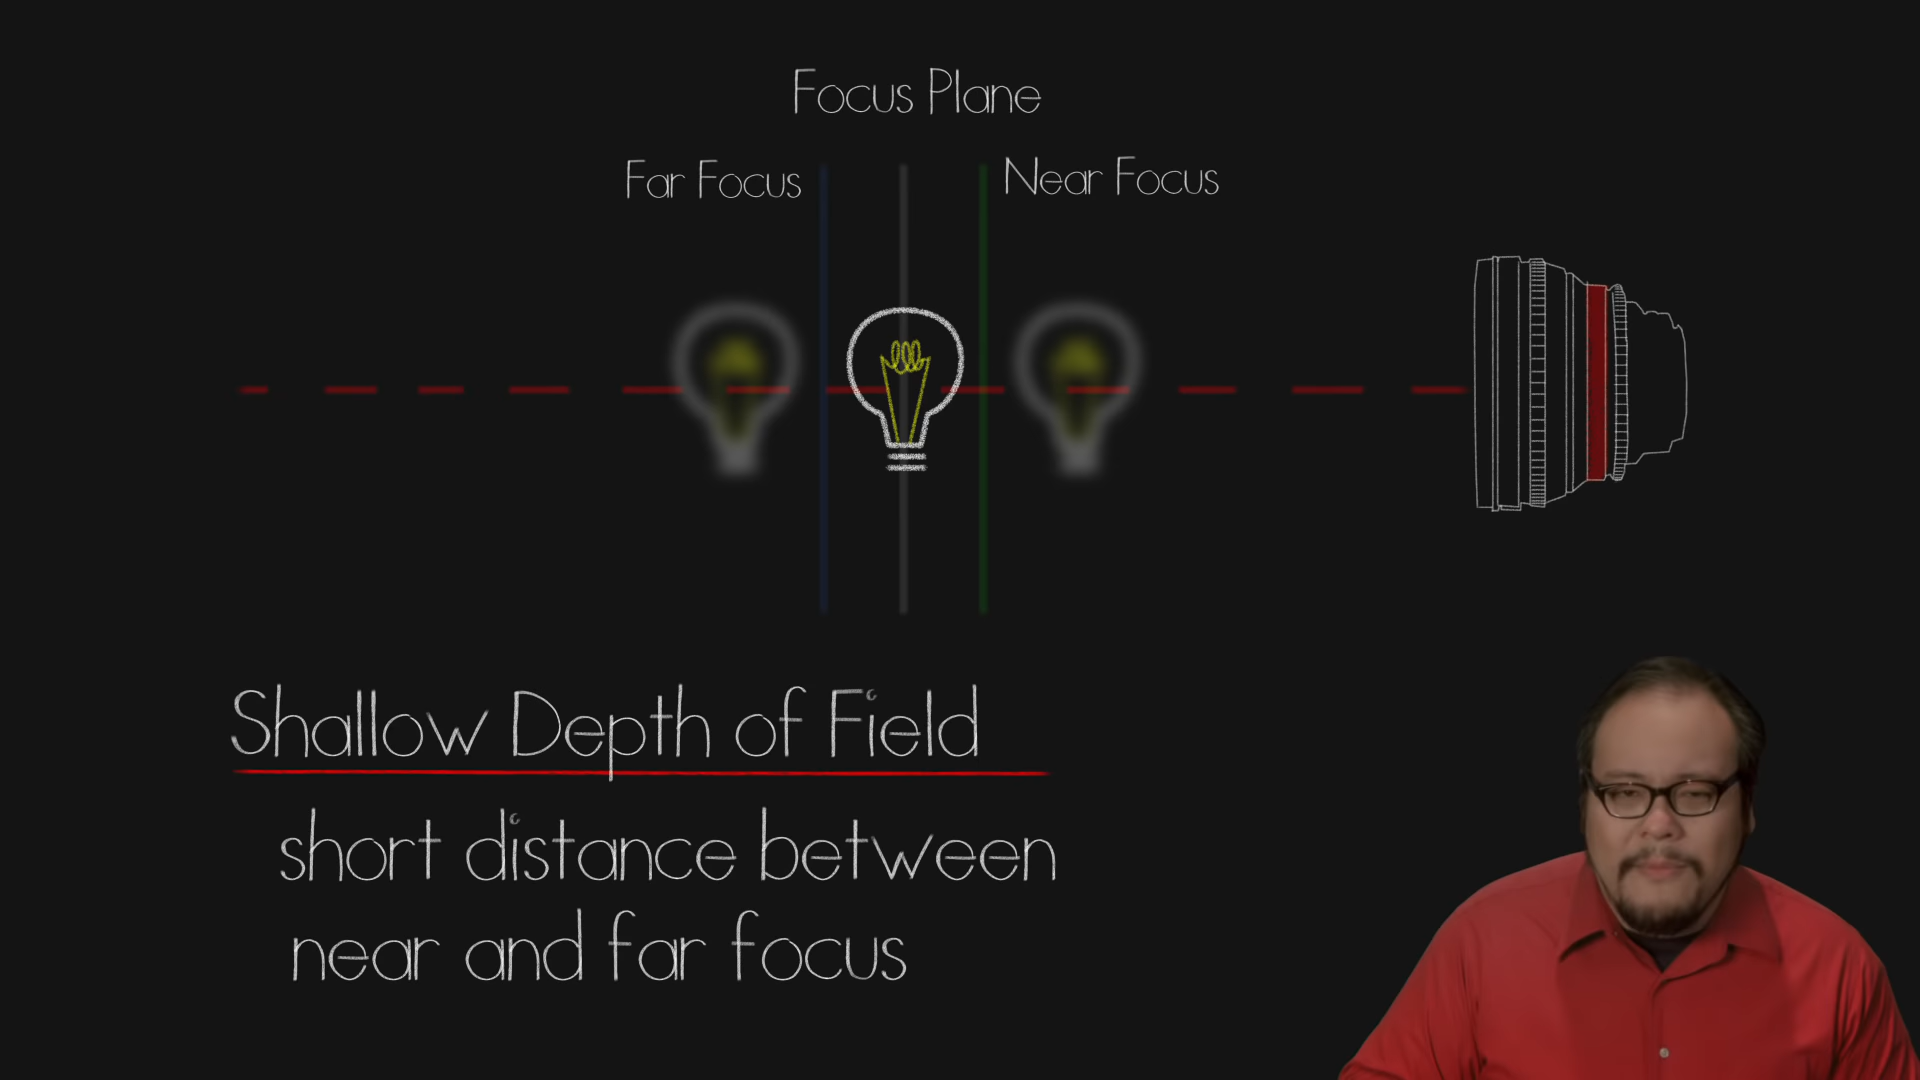 Focus Plane
Far Focus
Near Focus
Shallow Depth of Field
short distance between
near and far focus